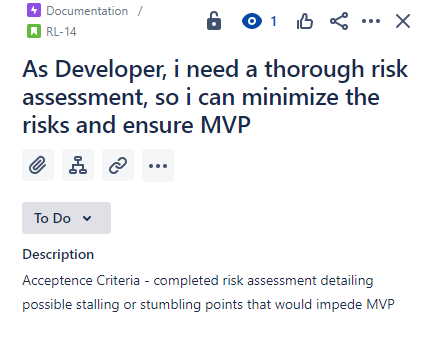 Documentation /
RL-14
1
As Developer, i need a thorough risk
assessment, so i can minimize the
risks and ensure MVP
To Do
Description
Acceptence Criteria - completed risk assessment detailing
possible stalling or stumbling points that would impede MVP